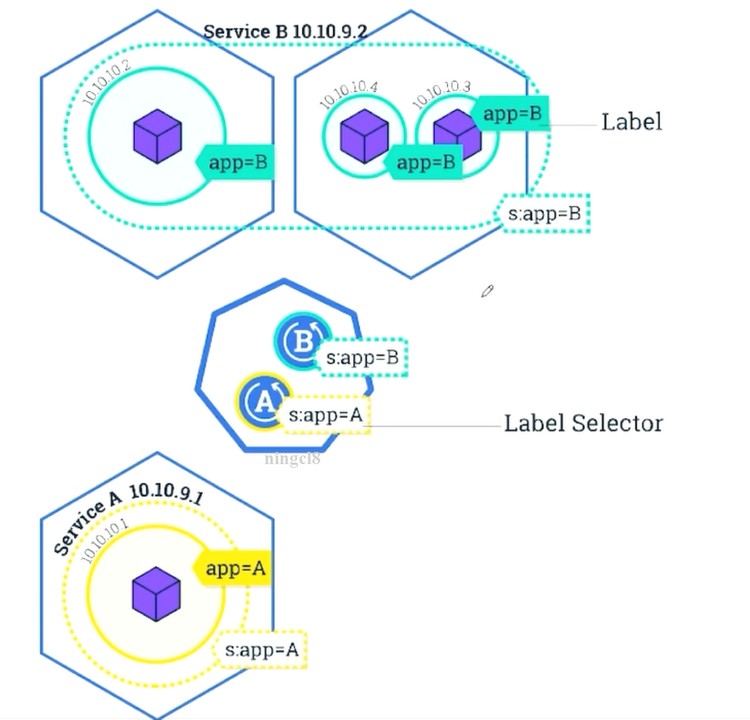 Service B 10.10.9.2
10.10.10.2
10.10.10.4
10.10.10.3
app=B
Label
app=B
app=B
s:app=B
B
s:app=B
A
s:app=A
Label Selector
ningcl8
Service A 10.10.9.1
10.10.10.1
app=A
s:app=A